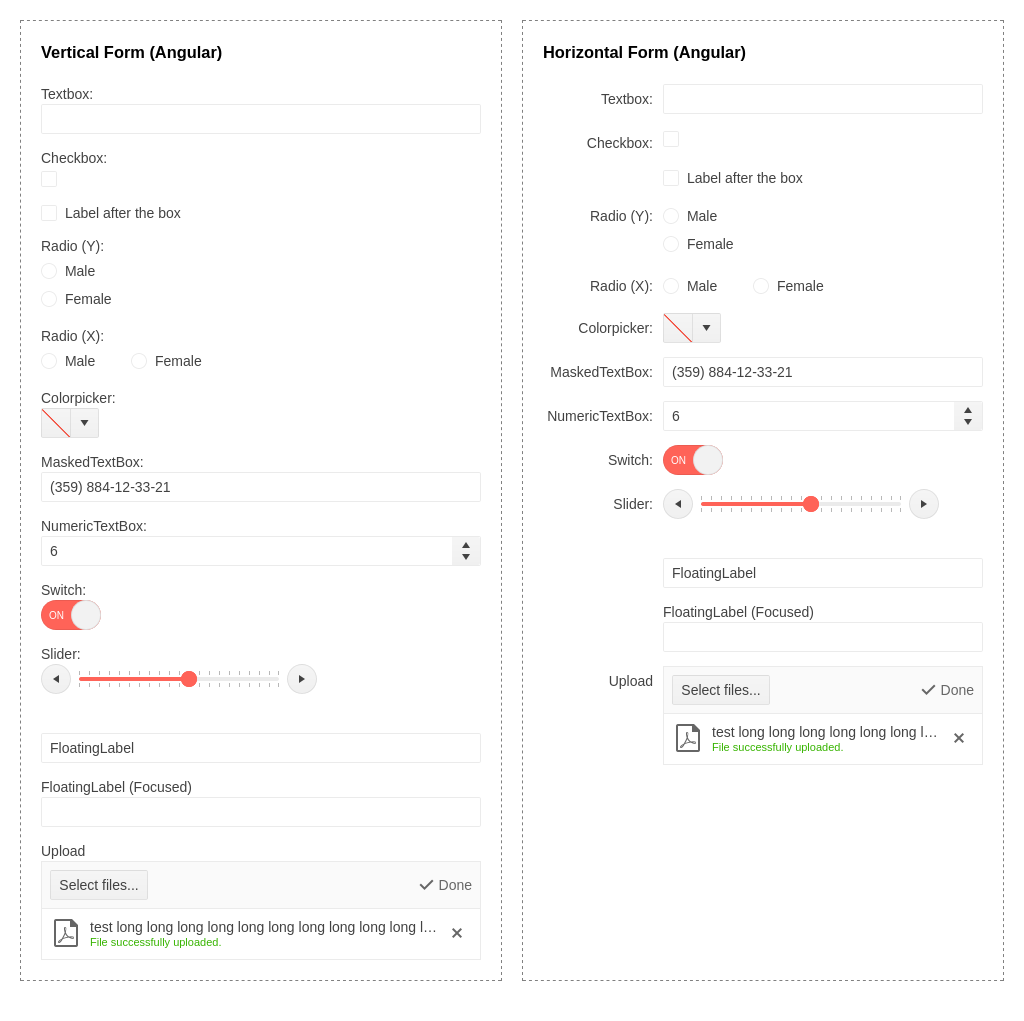 Vertical Form (Angular)
Textbox:
Checkbox:
Label after the box
Radio (Y):
Male
Female
Radio (X):
Male Female
Colorpicker:
MaskedTextBox:
(359) 884-12-33-21
NumericTextBox:
6
Switch:
ON
Slider:
FloatingLabel
FloatingLabel (Focused)
Upload
Select files... Done
test long long long long long long long long long long l…
File successfully uploaded.
Horizontal Form (Angular)
Textbox:
Checkbox:
Label after the box
Radio (Y): Male
Female
Radio (X): Male Female
Colorpicker:
MaskedTextBox: (359) 884-12-33-21
NumericTextBox: 6
Switch: ON
Slider:
FloatingLabel
FloatingLabel (Focused)
Upload Select files... Done
test long long long long long long l…
File successfully uploaded.